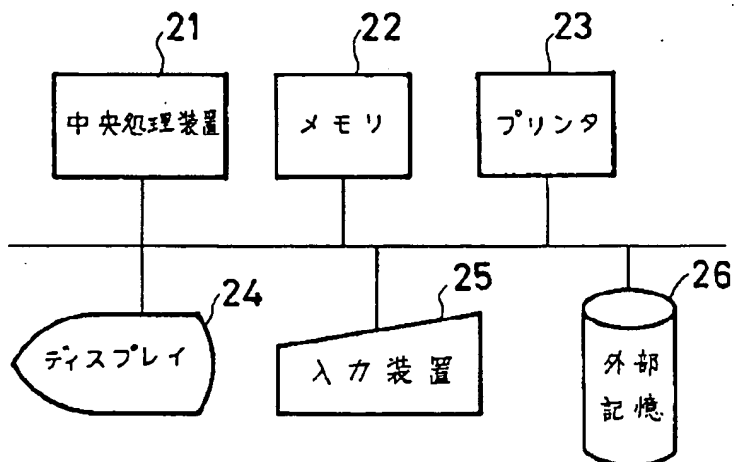 21
中央処理装置
22
メモリ
23
プリンタ
24
ディスプレイ
25
入力装置
26
外部
記憶